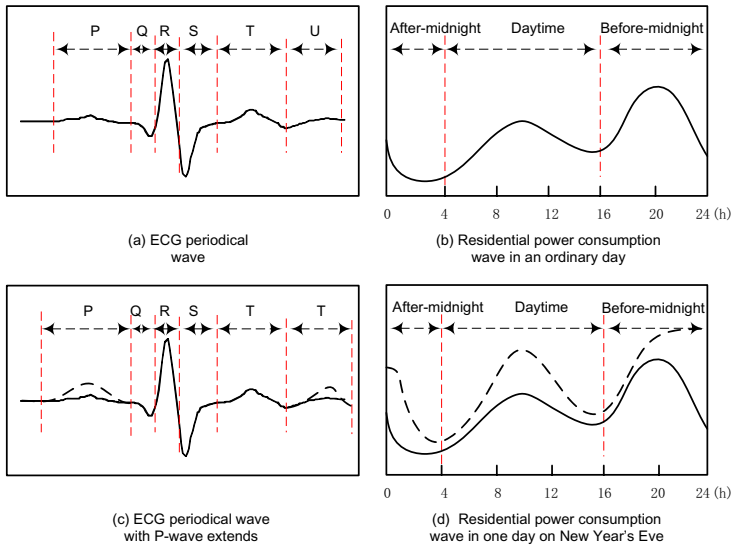 P Q R S T U
(a) ECG periodical
wave
After-midnight Daytime Before-midnight
0 4 8 12 16 20 24 (h)
(b) Residential power consumption
wave in an ordinary day
P Q R S T T
(c) ECG periodical wave
with P-wave extends
After-midnight Daytime Before-midnight
0 4 8 12 16 20 24 (h)
(d) Residential power consumption
wave in one day on New Year's Eve